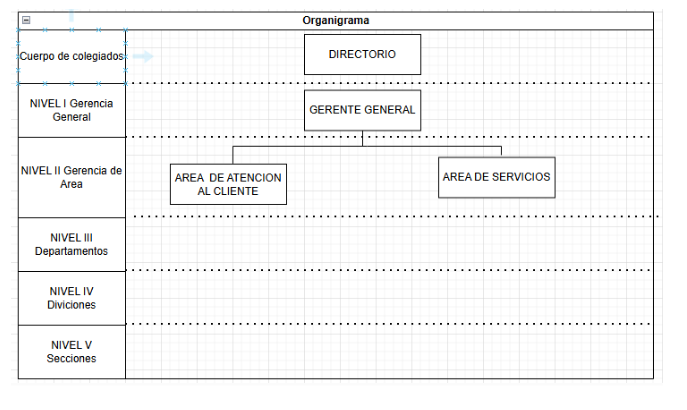 Organigrama
Cuerpo de colegiados
DIRECTORIO
NIVEL I Gerencia
General
GERENTE GENERAL
NIVEL II Gerencia de
Area
AREA DE ATENCION
AL CLIENTE
AREA DE SERVICIOS
NIVEL III
Departamentos
NIVEL IV
Diviciones
NIVEL V
Secciones